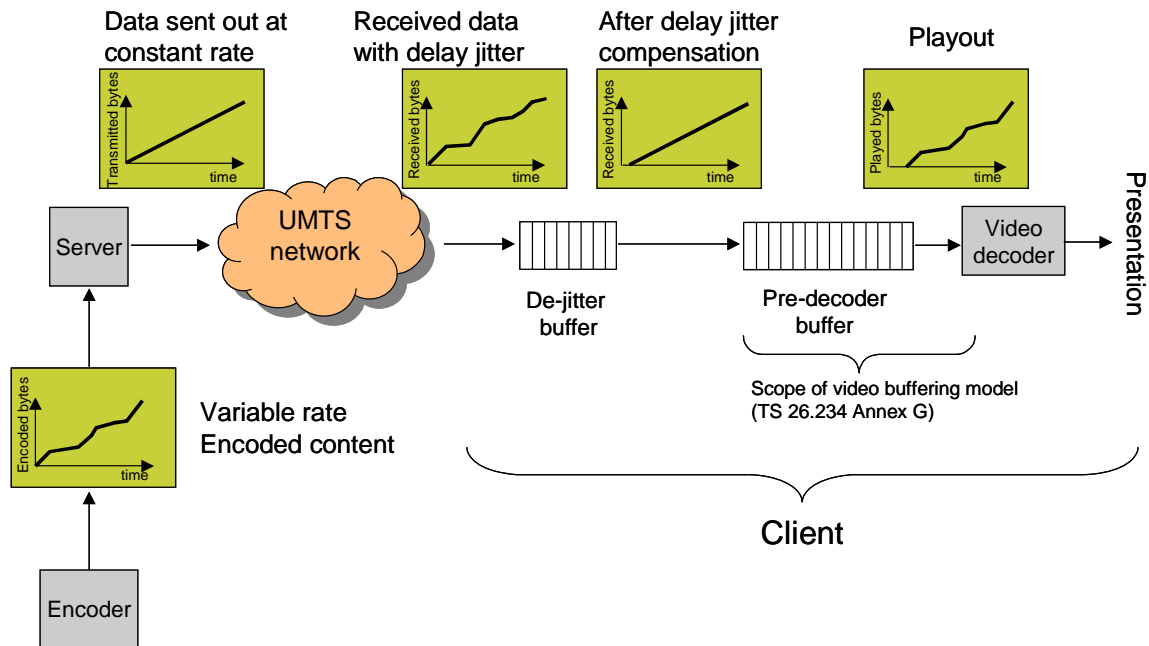 Data sent out at
constant rate
Received data
with delay jitter
After delay jitter
compensation
Playout
Transmitted bytes
time
Received bytes
time
Received bytes
time
Played bytes
time
Server
UMTS
network
De-jitter
buffer
Pre-decoder
buffer
Video
decoder
Presentation
Scope of video buffering model
(TS 26.234 Annex G)
Encoded bytes
time
Variable rate
Encoded content
Client
Encoder